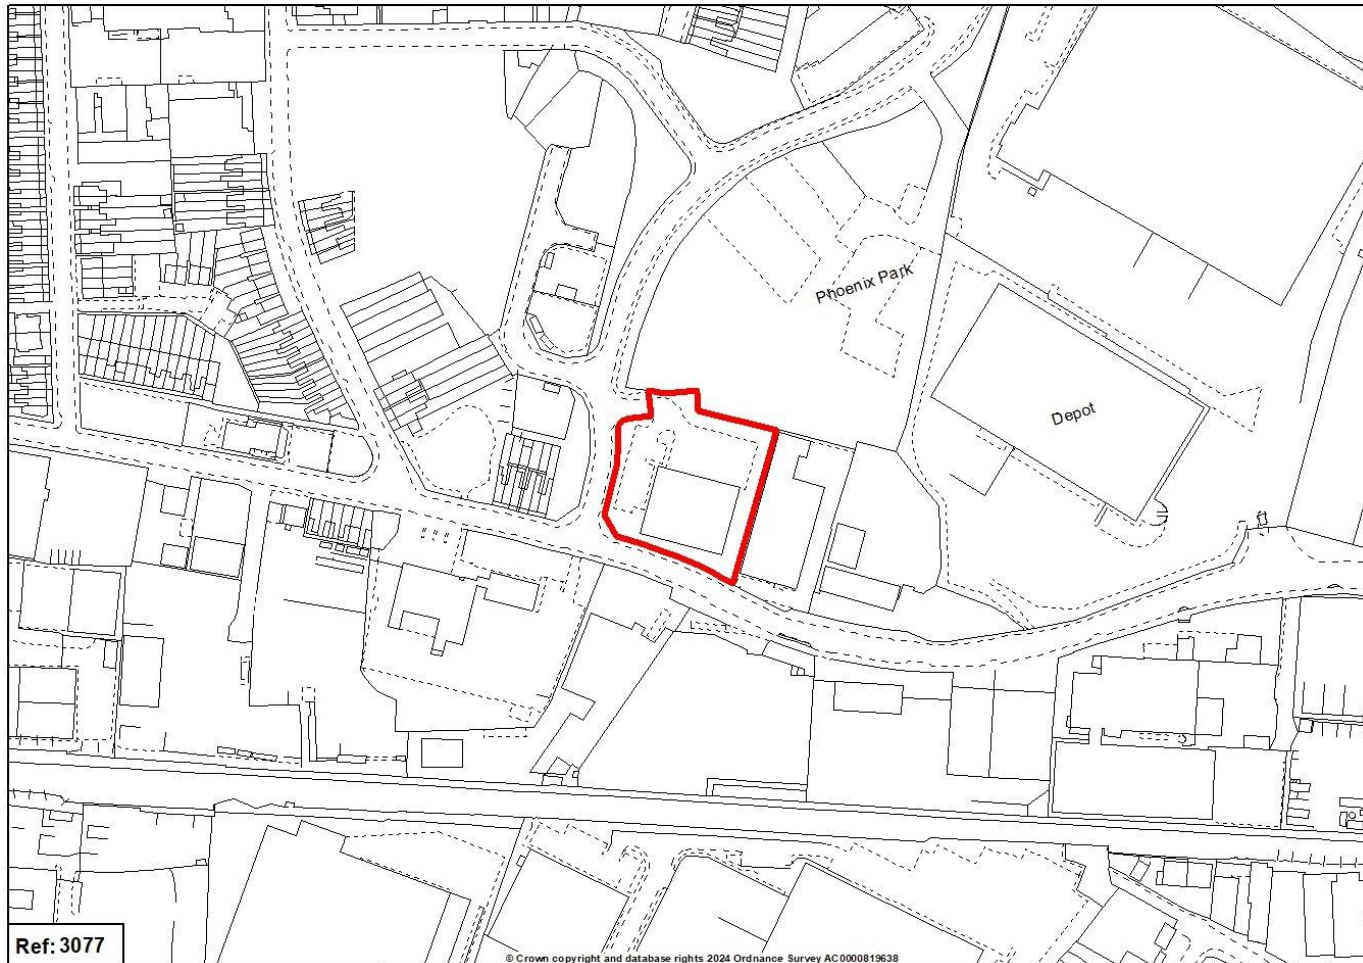 Phoenix Park
Depot
Ref: 3077
© Crown copyright and database rights 2024 Ordnance Survey AC0000819638